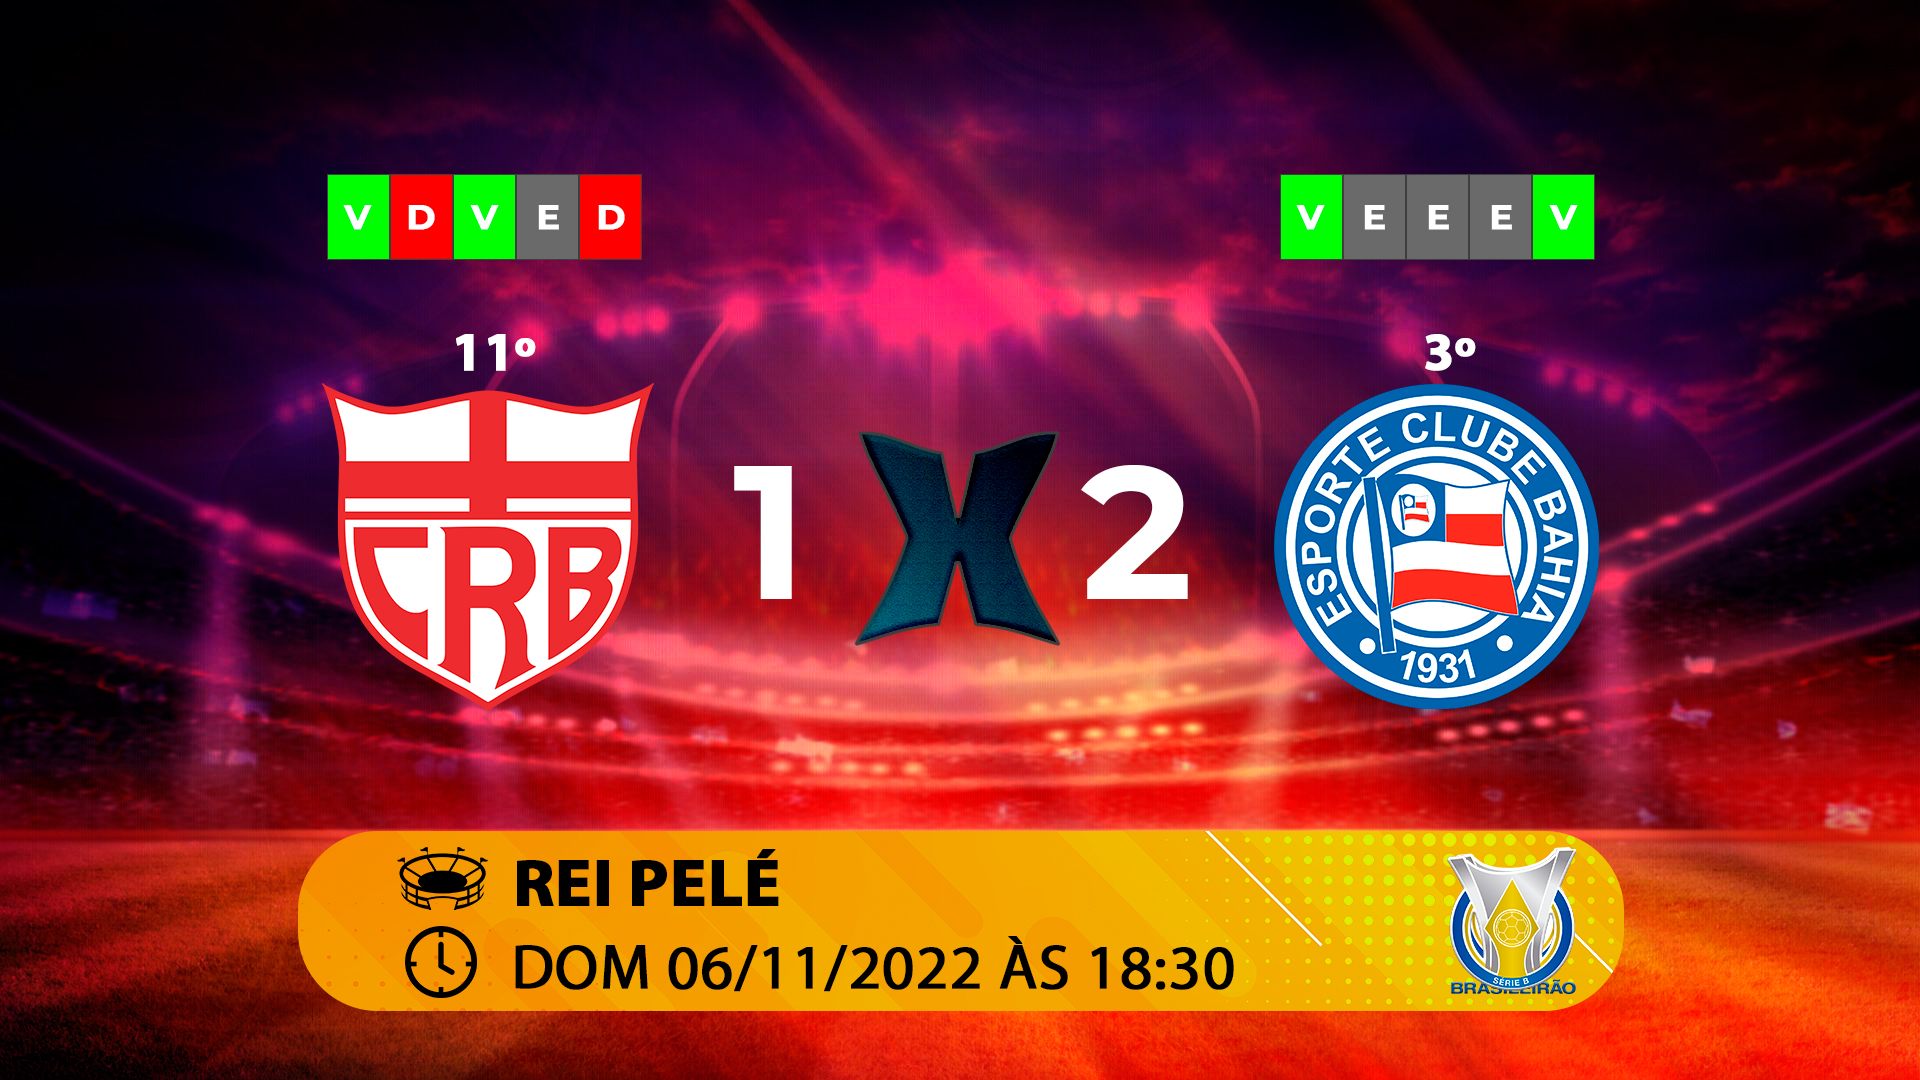 V D V E D
V E E E V
11º
3º
CRB
1 X 2
ESPORTE CLUBE BAHIA
1931
REI PELÉ
DOM 06/11/2022 ÀS 18:30
SÉRIE B
BRASILEIRÃO